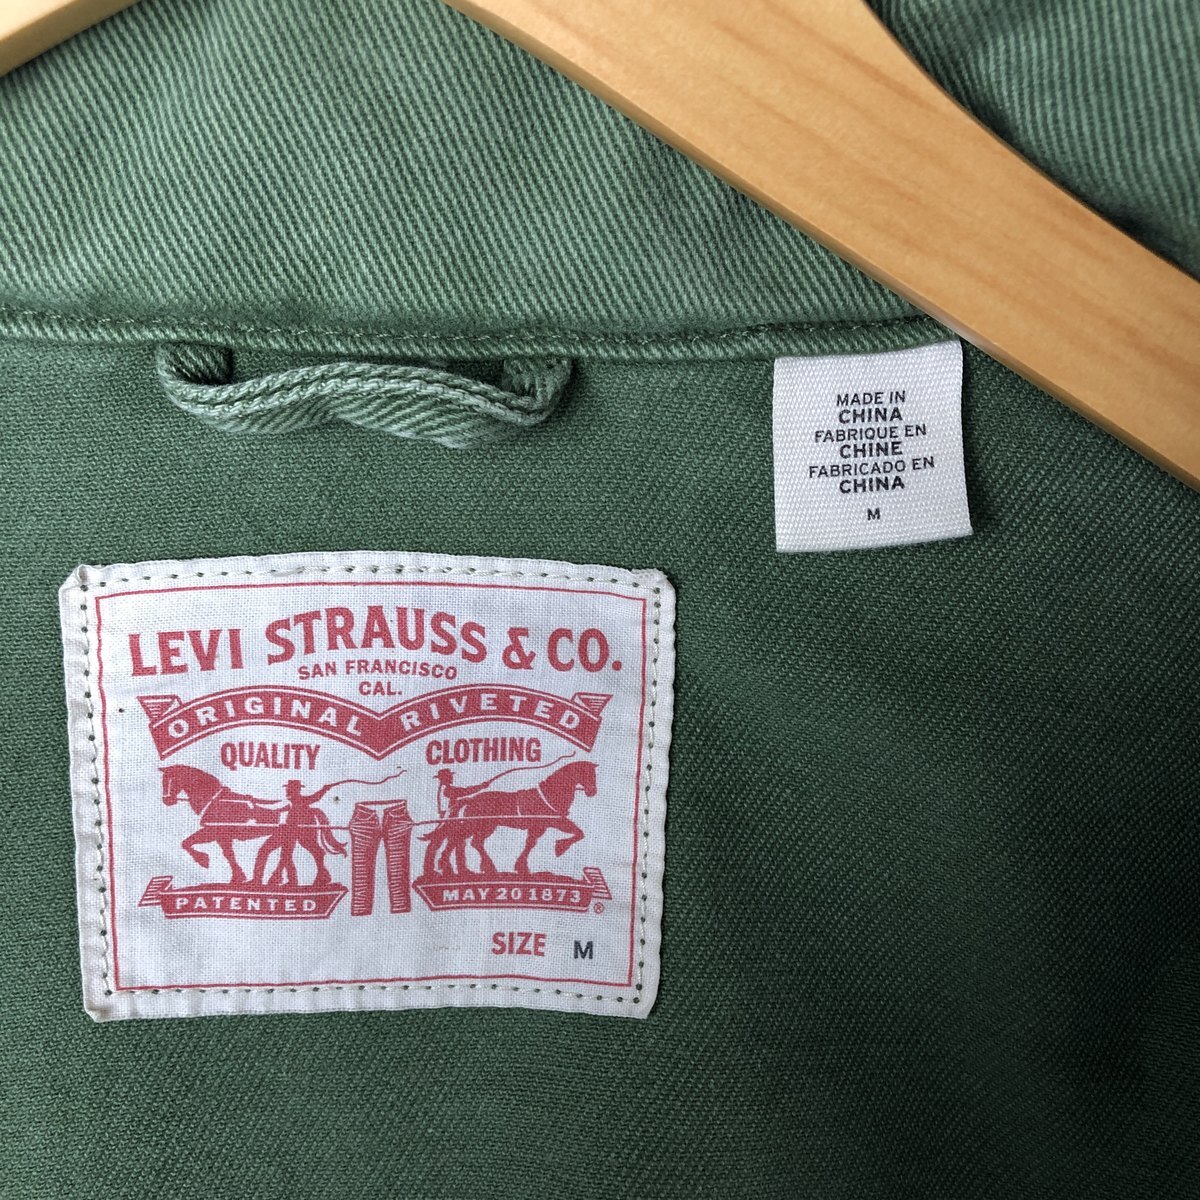 MADE IN
CHINA
FABRIQUE EN
CHINE
FABRICADO EN
CHINA
M
LEVI STRAUSS & CO.
SAN FRANCISCO
CAL.
ORIGINAL RIVETED
QUALITY CLOTHING
PATENTED MAY 20 1873 ®
SIZE M